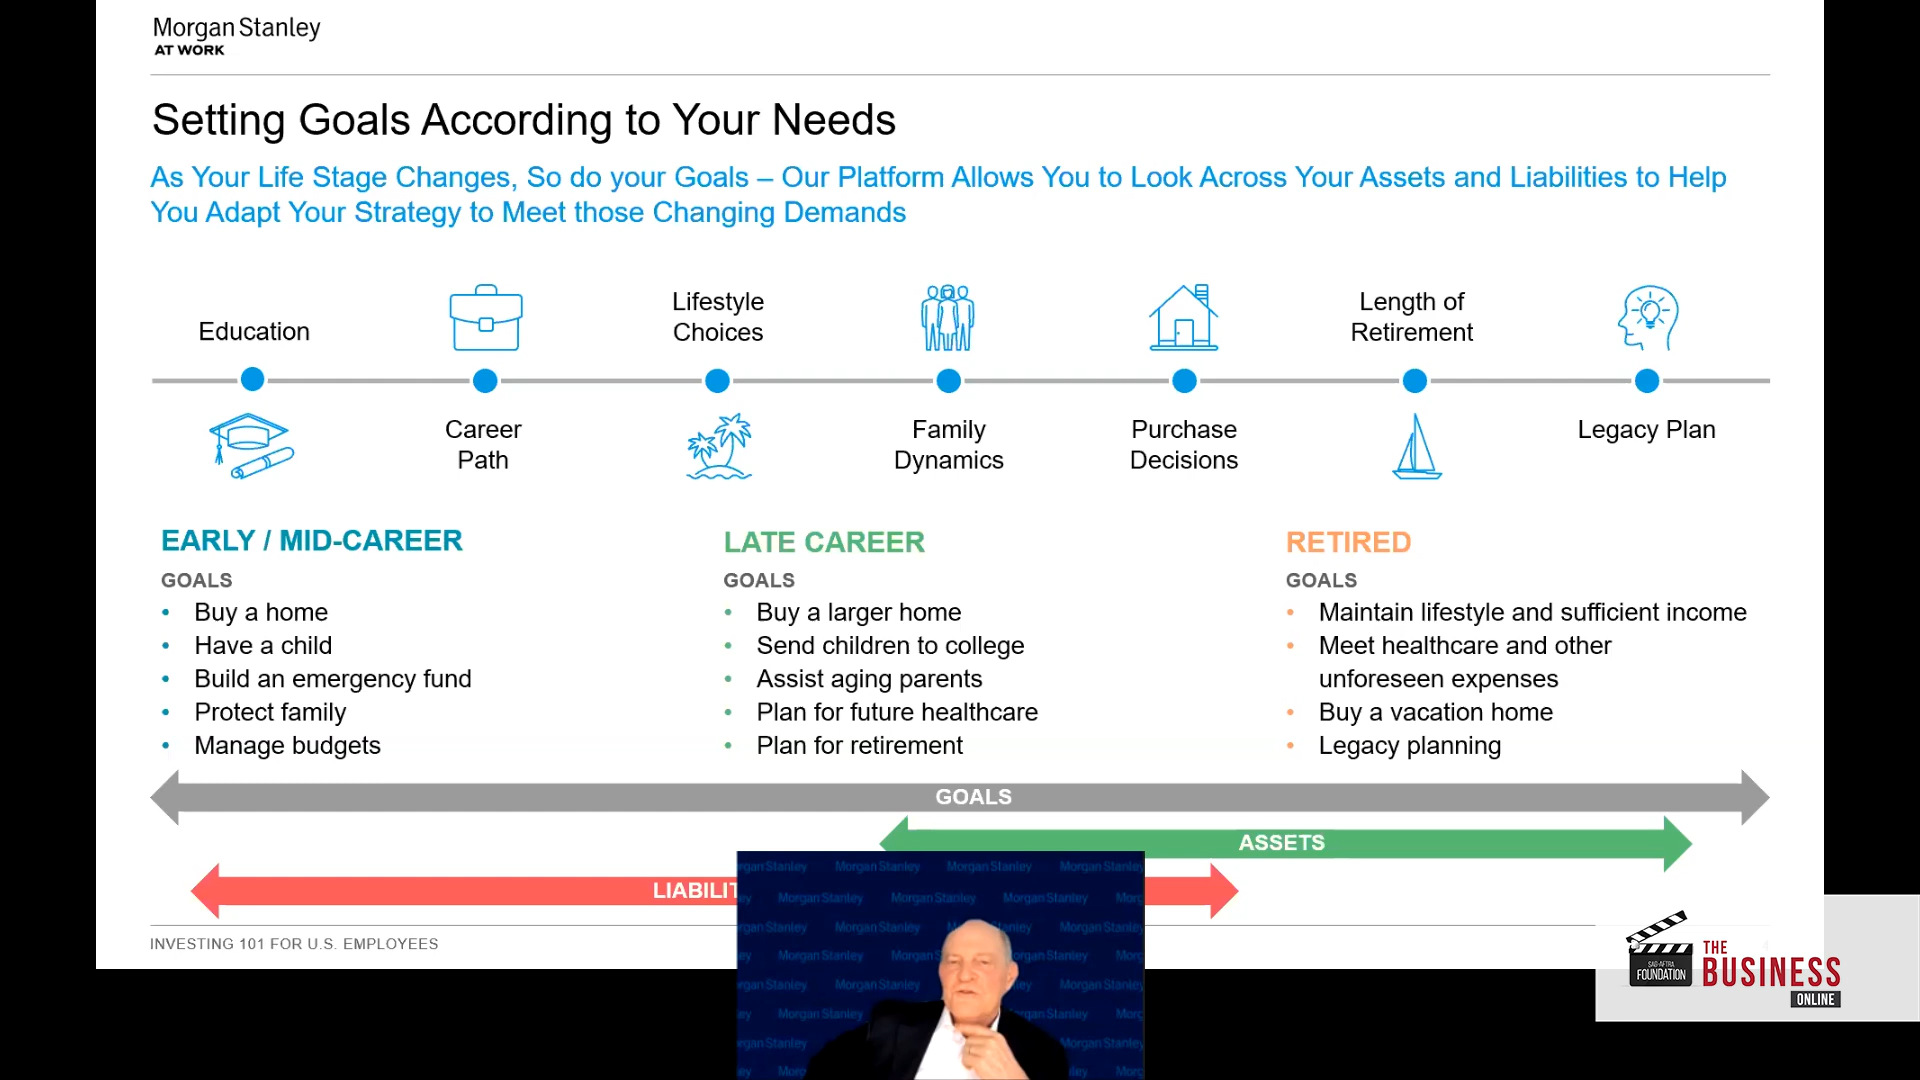 Morgan Stanley
AT WORK
Setting Goals According to Your Needs
As Your Life Stage Changes, So do your Goals – Our Platform Allows You to Look Across Your Assets and Liabilities to Help
You Adapt Your Strategy to Meet those Changing Demands
Education
Career
Path
Lifestyle
Choices
Family
Dynamics
Purchase
Decisions
Length of
Retirement
Legacy Plan
EARLY / MID-CAREER
GOALS
• Buy a home
• Have a child
• Build an emergency fund
• Protect family
• Manage budgets
LATE CAREER
GOALS
• Buy a larger home
• Send children to college
• Assist aging parents
• Plan for future healthcare
• Plan for retirement
RETIRED
GOALS
• Maintain lifestyle and sufficient income
• Meet healthcare and other
unforeseen expenses
• Buy a vacation home
• Legacy planning
GOALS
ASSETS
LIABILIT
INVESTING 101 FOR U.S. EMPLOYEES
Morgan Stanley
SAG-AFTRA
FOUNDATION
THE
BUSINESS
ONLINE